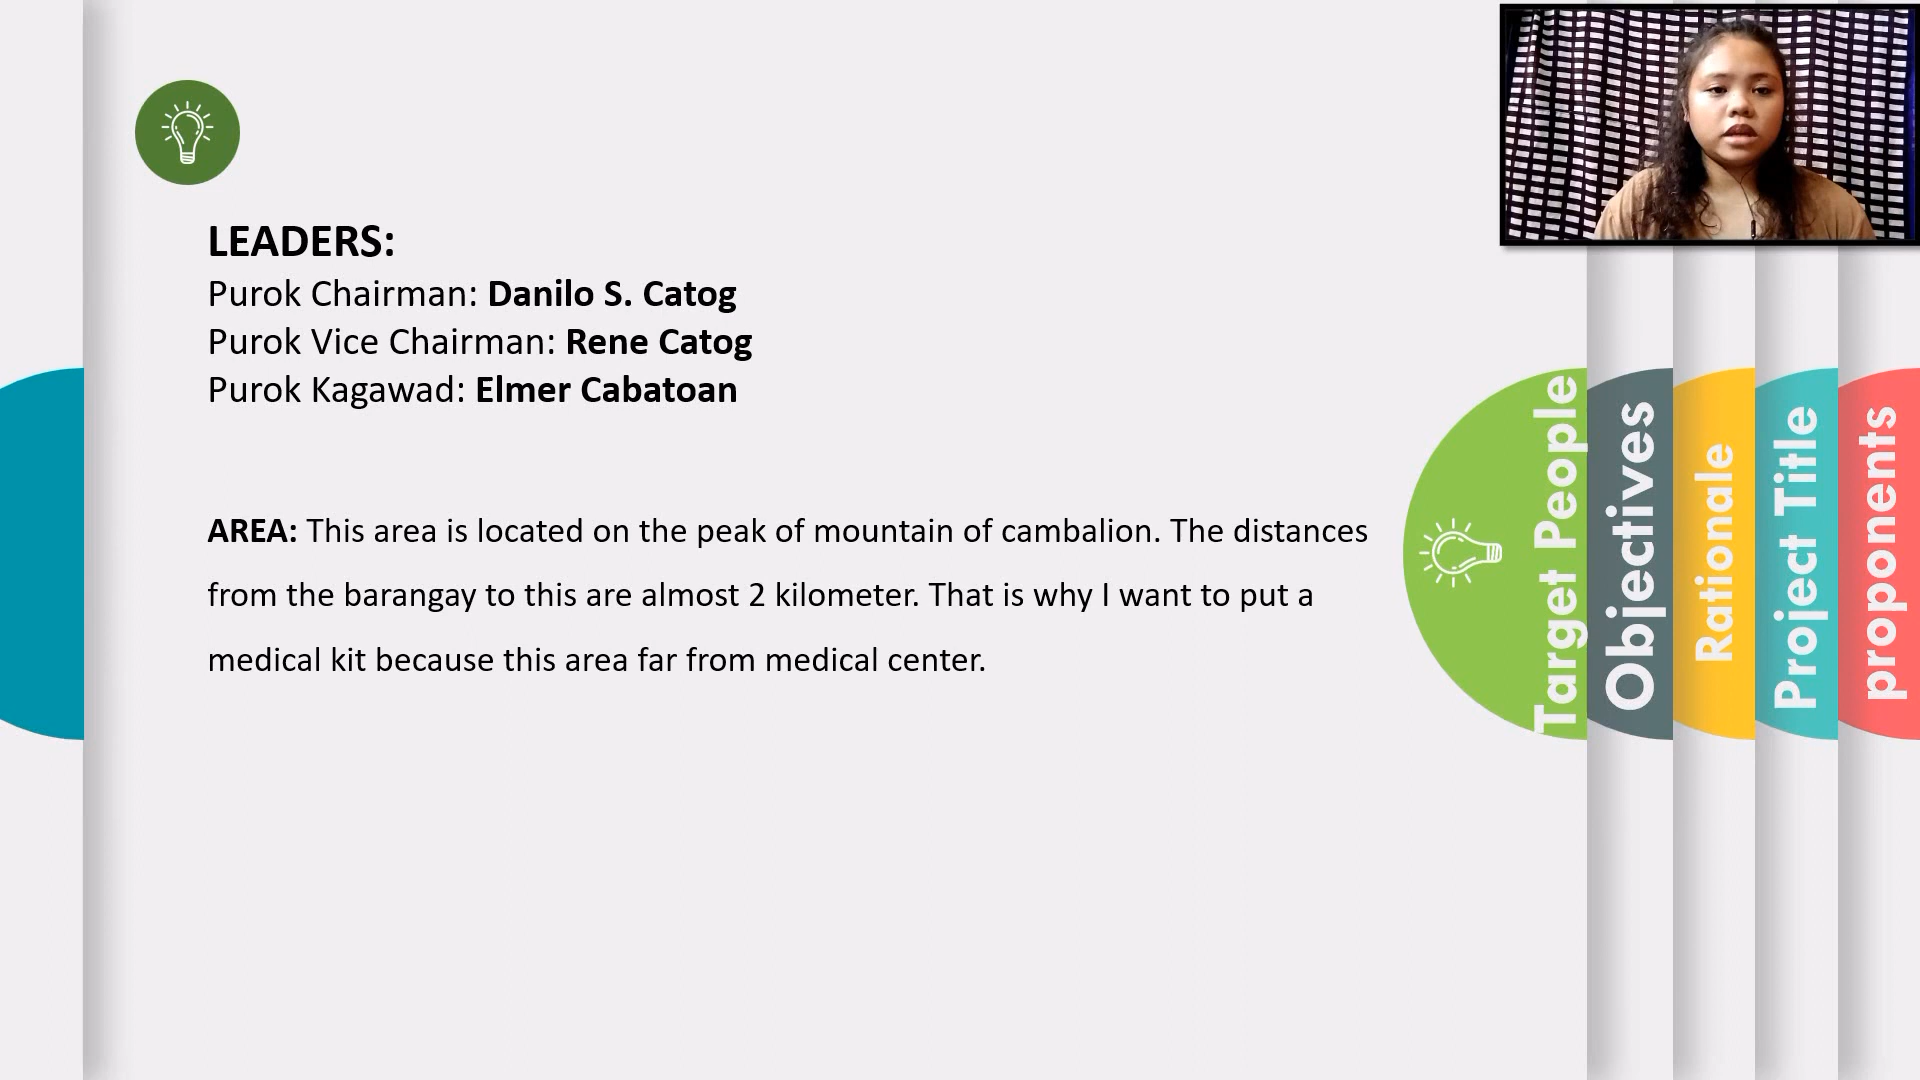 LEADERS:
Purok Chairman: Danilo S. Catog
Purok Vice Chairman: Rene Catog
Purok Kagawad: Elmer Cabatoan
AREA: This area is located on the peak of mountain of cambalion. The distances
from the barangay to this are almost 2 kilometer. That is why I want to put a
medical kit because this area far from medical center.
Target People
Objectives
Rationale
Project Title
proponents